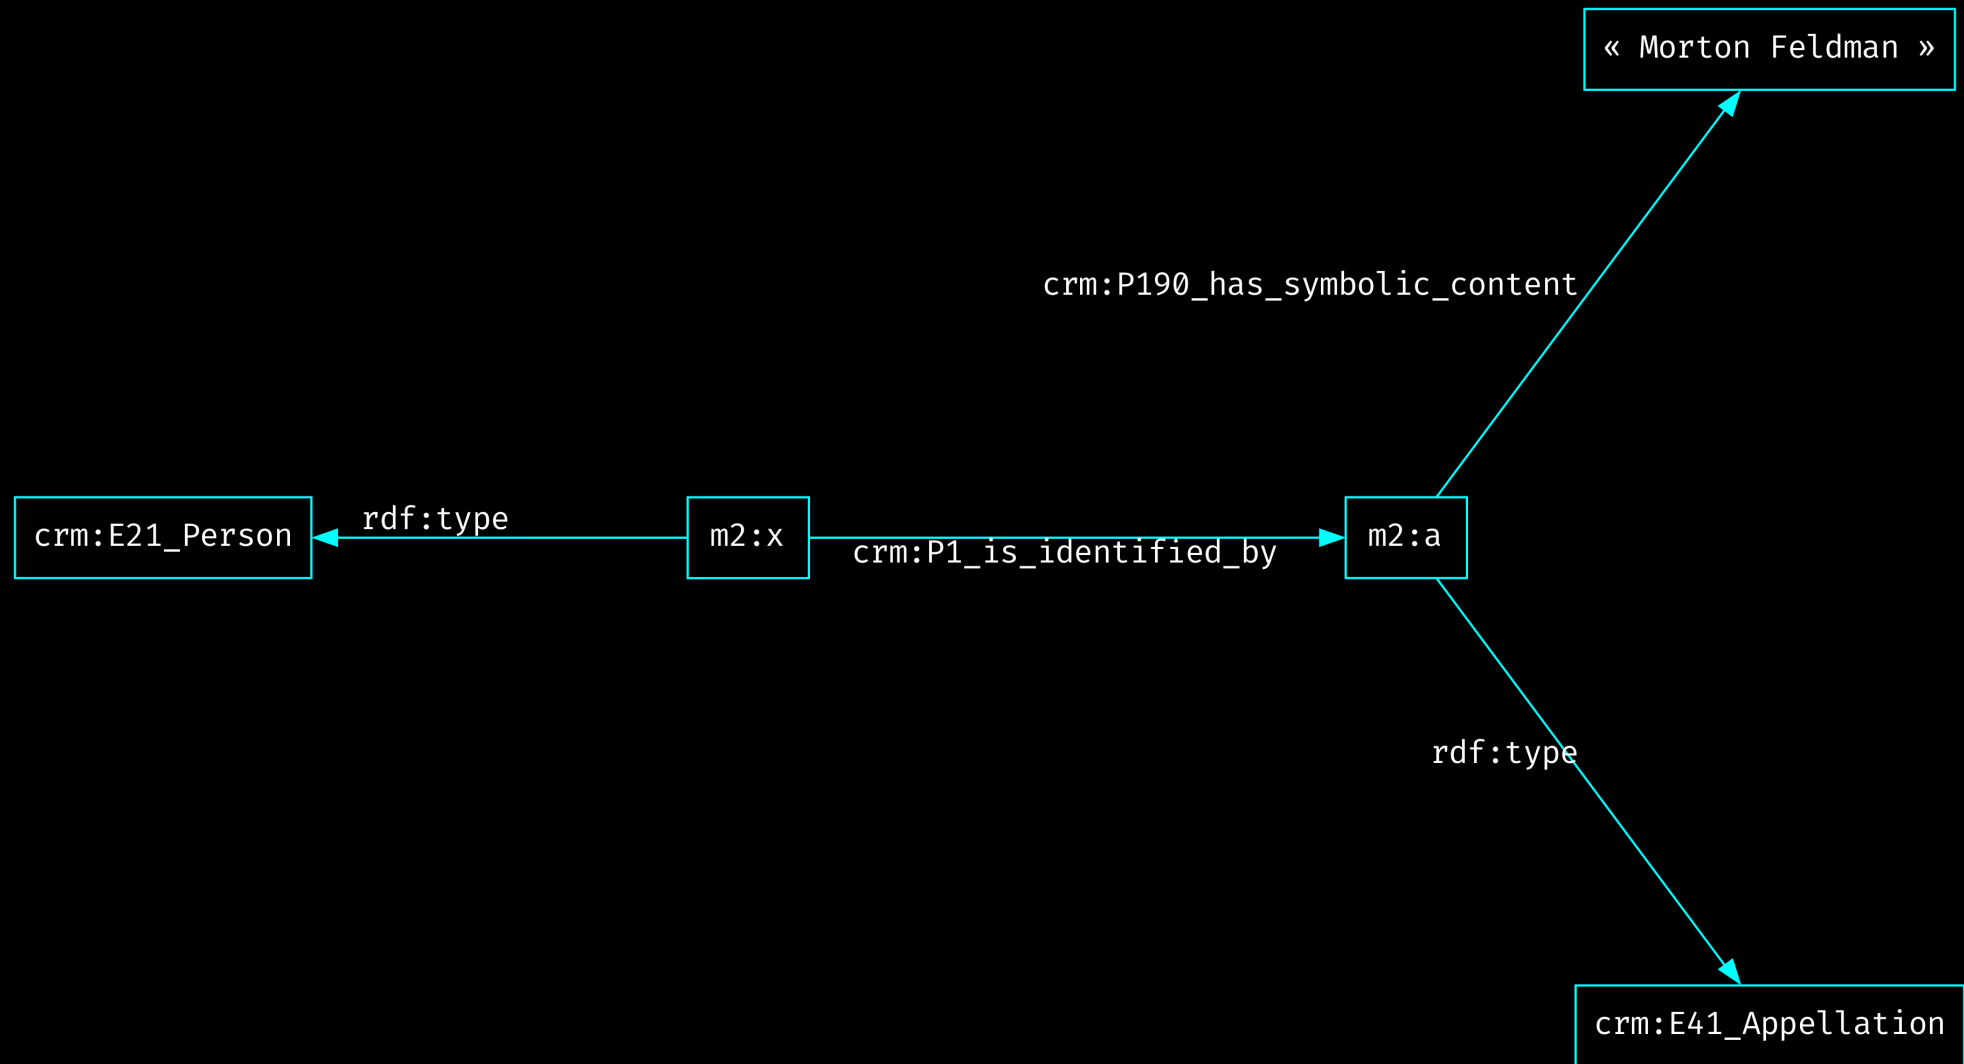 « Morton Feldman »
crm:P190_has_symbolic_content
crm:E21_Person
rdf:type
m2:x
crm:P1_is_identified_by
m2:a
rdf:type
crm:E41_Appellation